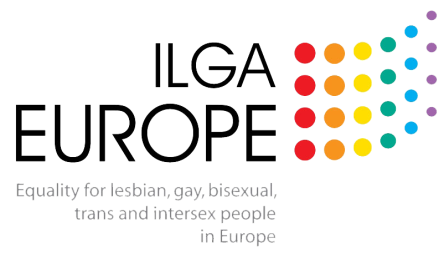 ILGA
EUROPE
Equality for lesbian, gay, bisexual,
trans and intersex people
in Europe